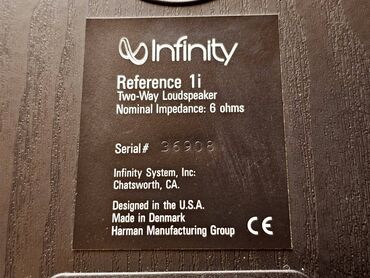 Infinity
Reference 1i
Two-Way Loudspeaker
Nominal Impedance: 6 ohms
Serial# 36908
Infinity System, Inc:
Chatsworth, CA.
Designed in the U.S.A.
Made in Denmark
Harman Manufacturing Group CE